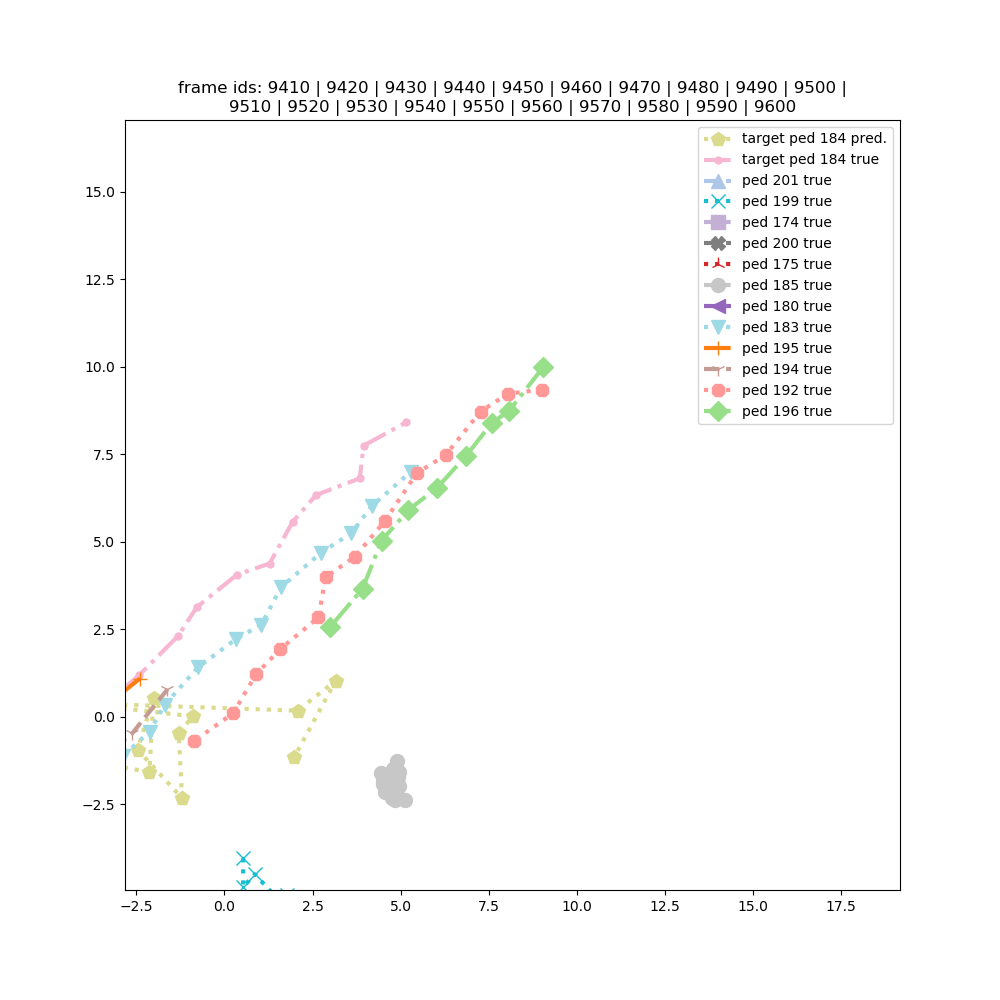 frame ids: 9410 | 9420 | 9430 | 9440 | 9450 | 9460 | 9470 | 9480 | 9490 | 9500 |
9510 | 9520 | 9530 | 9540 | 9550 | 9560 | 9570 | 9580 | 9590 | 9600
target ped 184 pred.
target ped 184 true
ped 201 true
ped 199 true
ped 174 true
ped 200 true
ped 175 true
ped 185 true
ped 180 true
ped 183 true
ped 195 true
ped 194 true
ped 192 true
ped 196 true
15.0
12.5
10.0
7.5
5.0
2.5
0.0
−2.5
−2.5
0.0
2.5
5.0
7.5
10.0
12.5
15.0
17.5